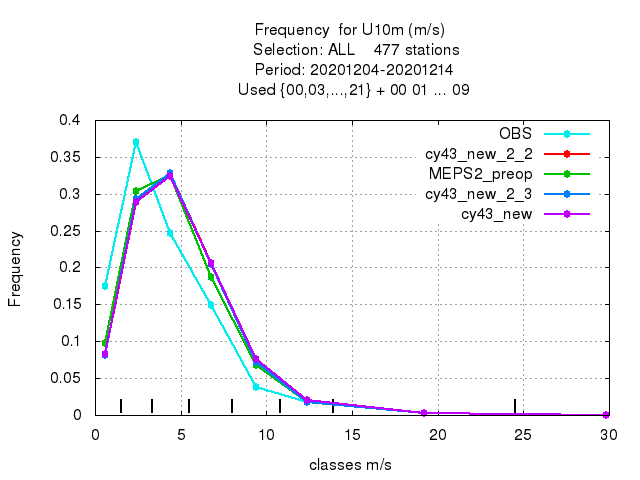 Frequency  for U10m (m/s)
Selection: ALL    477 stations
Period: 20201204-20201214
Used {00,03,...,21} + 00 01 ... 09
OBS
cy43_new_2_2
MEPS2_preop
cy43_new_2_3
cy43_new
Frequency
0.4
0.35
0.3
0.25
0.2
0.15
0.1
0.05
0
0 5 10 15 20 25 30
classes m/s